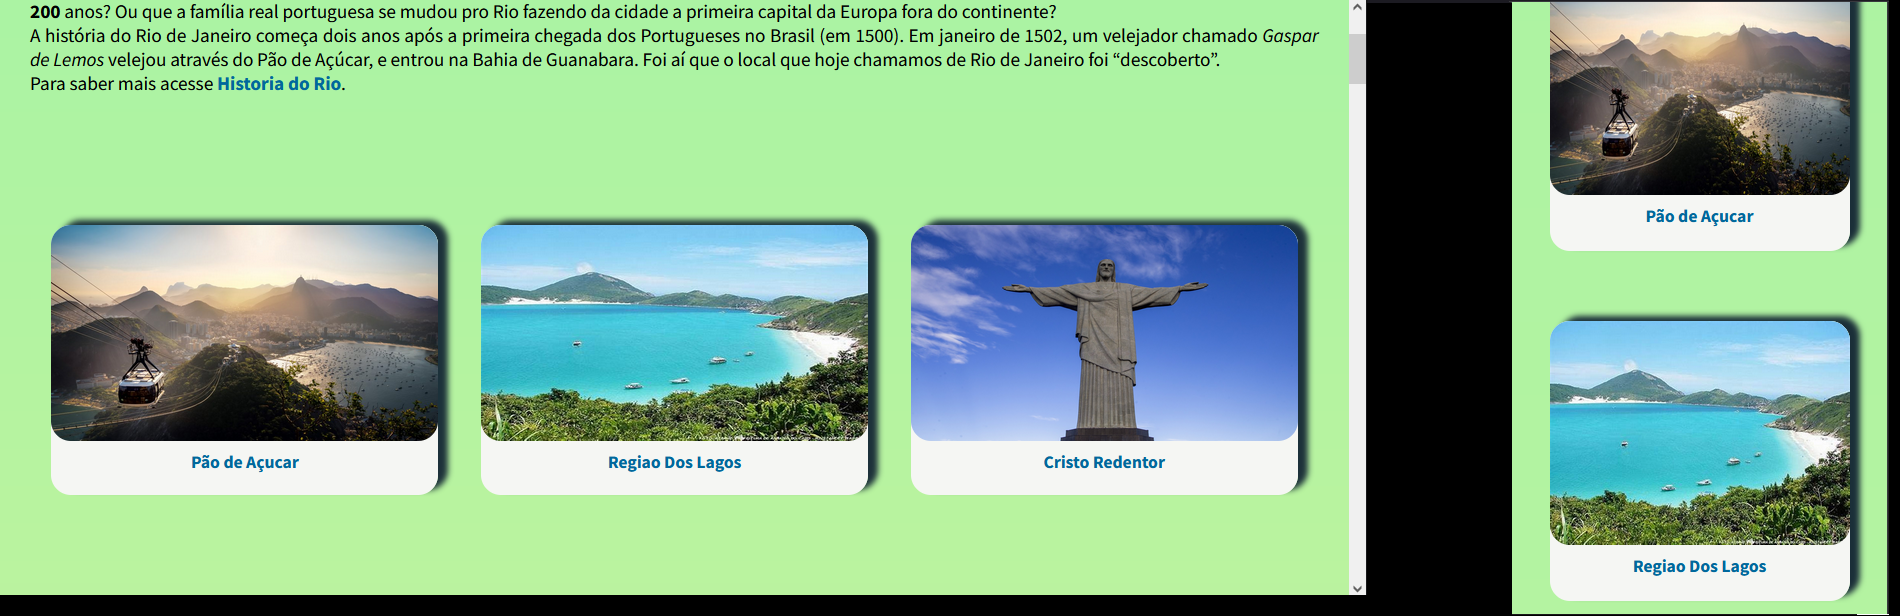 200 anos? Ou que a família real portuguesa se mudou pro Rio fazendo da cidade a primeira capital da Europa fora do continente?
A história do Rio de Janeiro começa dois anos após a primeira chegada dos Portugueses no Brasil (em 1500). Em janeiro de 1502, um velejador chamado Gaspar
de Lemos velejou através do Pão de Açúcar, e entrou na Bahia de Guanabara. Foi aí que o local que hoje chamamos de Rio de Janeiro foi “descoberto”.
Para saber mais acesse Historia do Rio.
Pão de Açucar
Regiao Dos Lagos
Cristo Redentor
Pão de Açucar
Regiao Dos Lagos